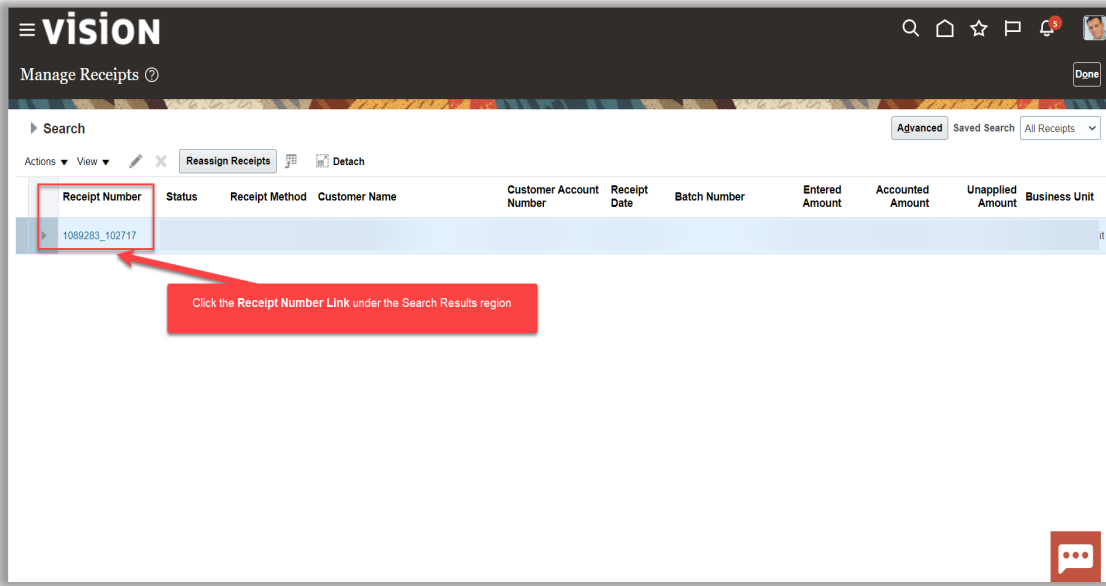 VISION
5
Manage Receipts
Done
Search
Advanced Saved Search All Receipts
Actions View Reassign Receipts Detach
Receipt Number Status Receipt Method Customer Name Customer Account Number Receipt Date Batch Number Entered Amount Accounted Amount Unapplied Amount Business Unit
1089283_102717
it
Click the Receipt Number Link under the Search Results region